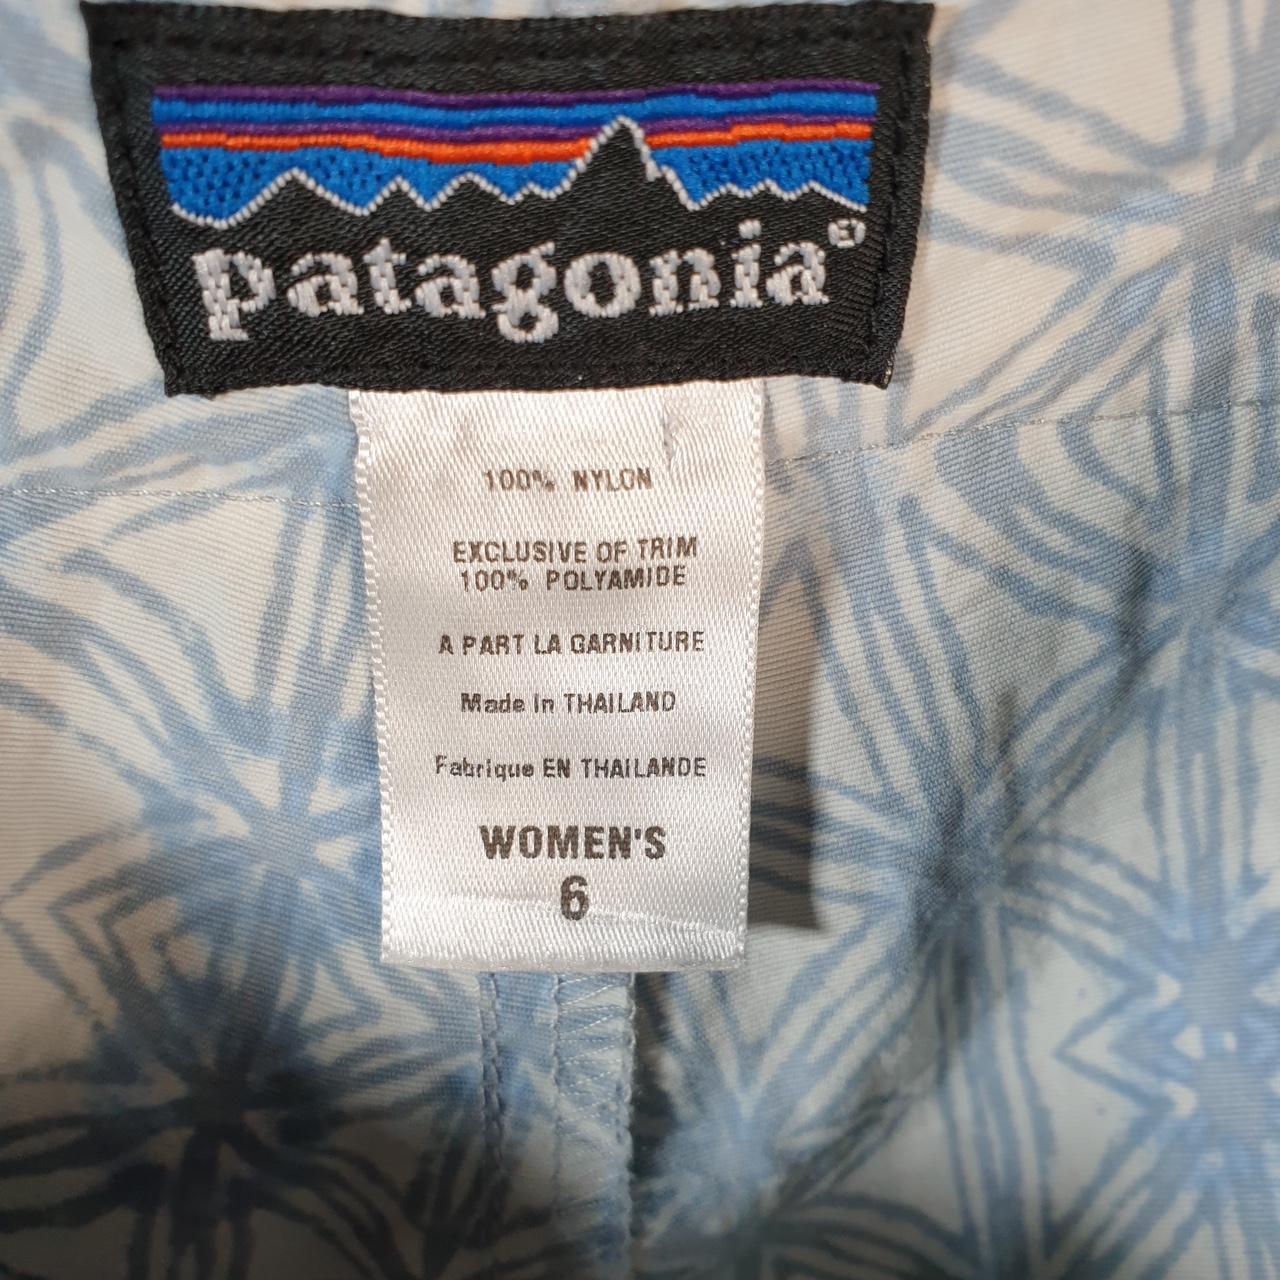 patagonia®
100% NYLON
EXCLUSIVE OF TRIM
100% POLYAMIDE
A PART LA GARNITURE
Made in THAILAND
Fabrique EN THAILANDE
WOMEN'S
6